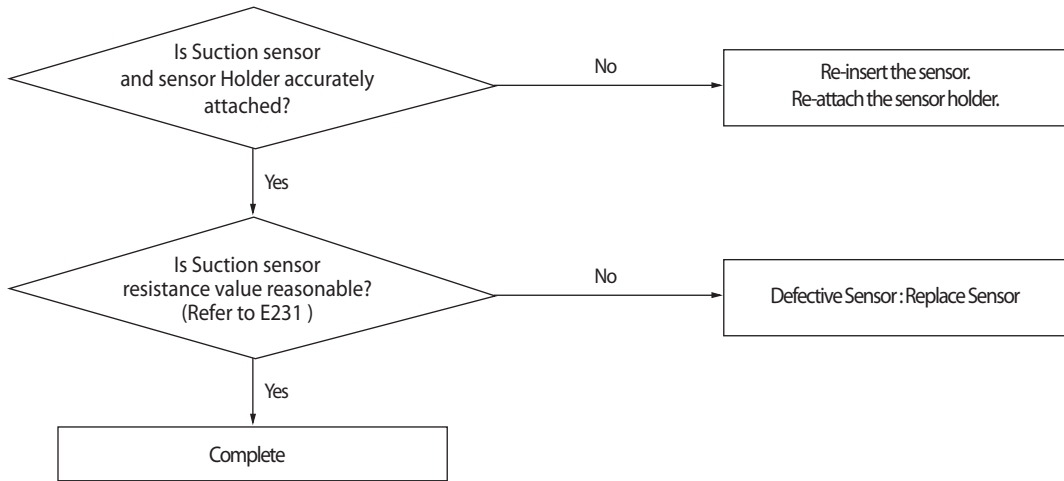 Is Suction sensor
and sensor Holder accurately
attached?
No
Re-insert the sensor.
Re-attach the sensor holder.
Yes
Is Suction sensor
resistance value reasonable?
(Refer to E231 )
No
Defective Sensor : Replace Sensor
Yes
Complete